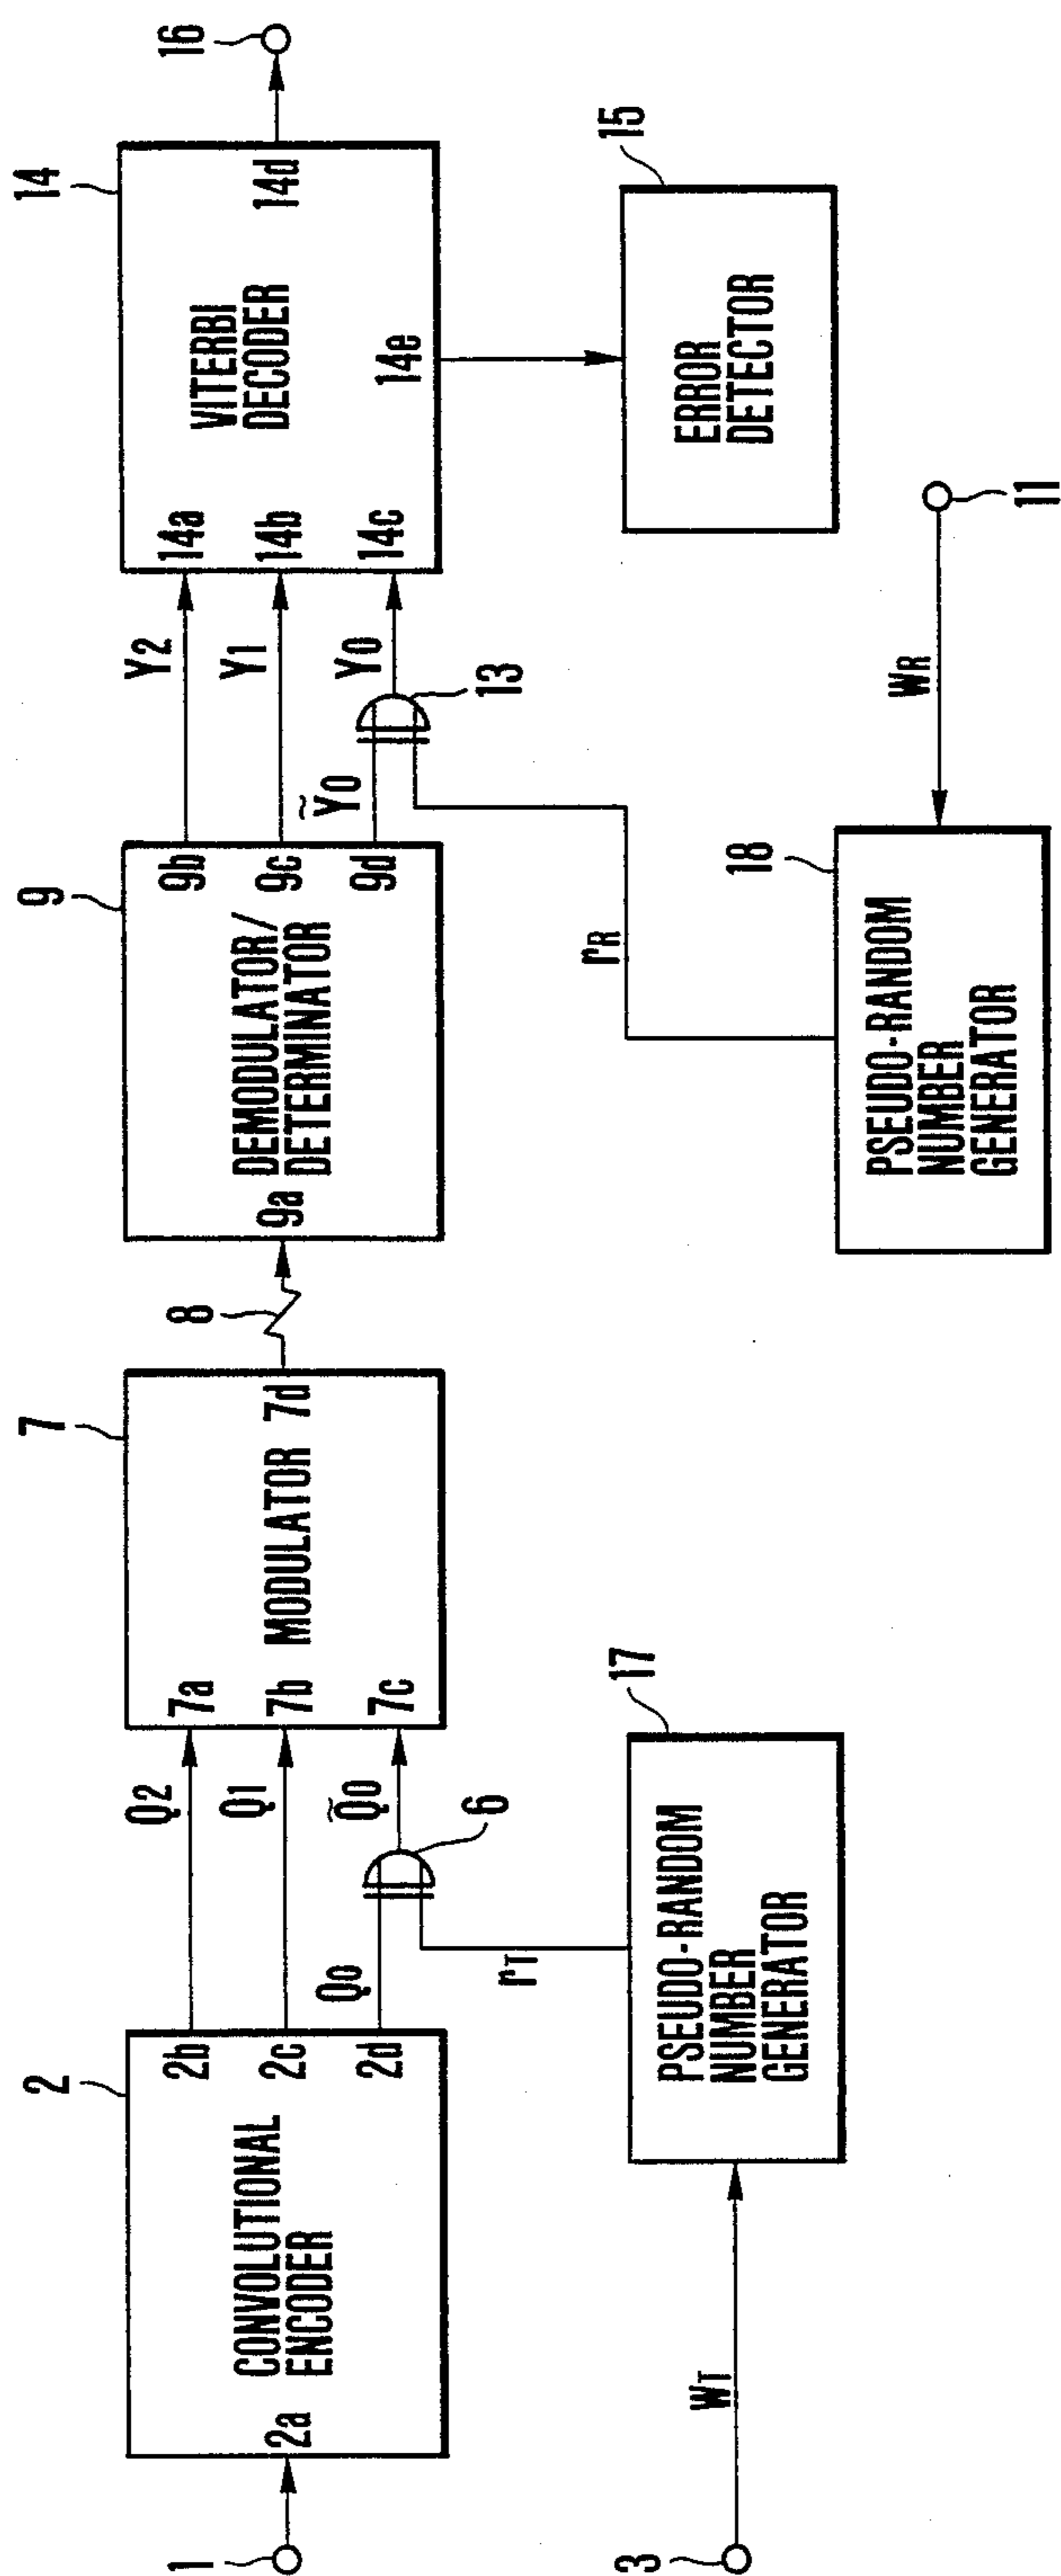 1
2
2a
CONVOLUTIONAL
ENCODER
2b
2c
2d
Q2
Q1
Q0
Q̃0
6
rT
3
WT
17
PSEUDO-RANDOM
NUMBER
GENERATOR
7
7a
7b
7c
MODULATOR
7d
8
9
9a
DEMODULATOR/
DETERMINATOR
9b
9c
9d
Y2
Y1
Ỹ0
Y0
13
rR
18
PSEUDO-RANDOM
NUMBER
GENERATOR
WR
11
14
14a
14b
14c
VITERBI
DECODER
14d
14e
16
15
ERROR
DETECTOR